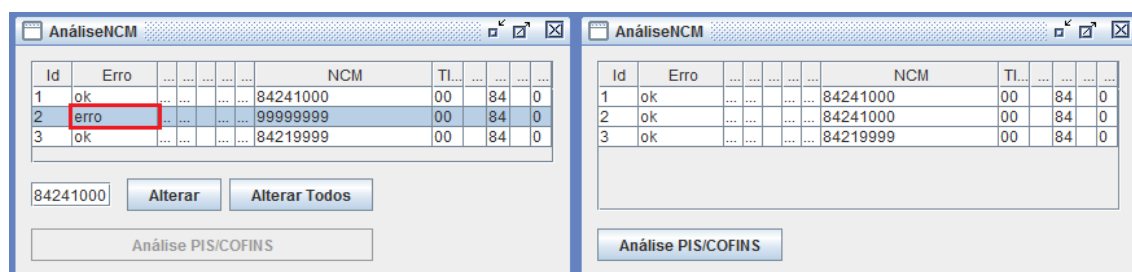 AnáliseNCM
Id Erro ... ... ... ... ... NCM TI... ... ... ... ...
1 ok ... ... ... ... 84241000 00 84 0
2 erro ... ... ... ... 99999999 00 84 0
3 ok ... ... ... ... 84219999 00 84 0
84241000 Alterar Alterar Todos
Análise PIS/COFINS
AnáliseNCM
Id Erro ... ... ... ... ... NCM TI... ... ... ... ...
1 ok ... ... ... ... 84241000 00 84 0
2 ok ... ... ... ... 84241000 00 84 0
3 ok ... ... ... ... 84219999 00 84 0
Análise PIS/COFINS